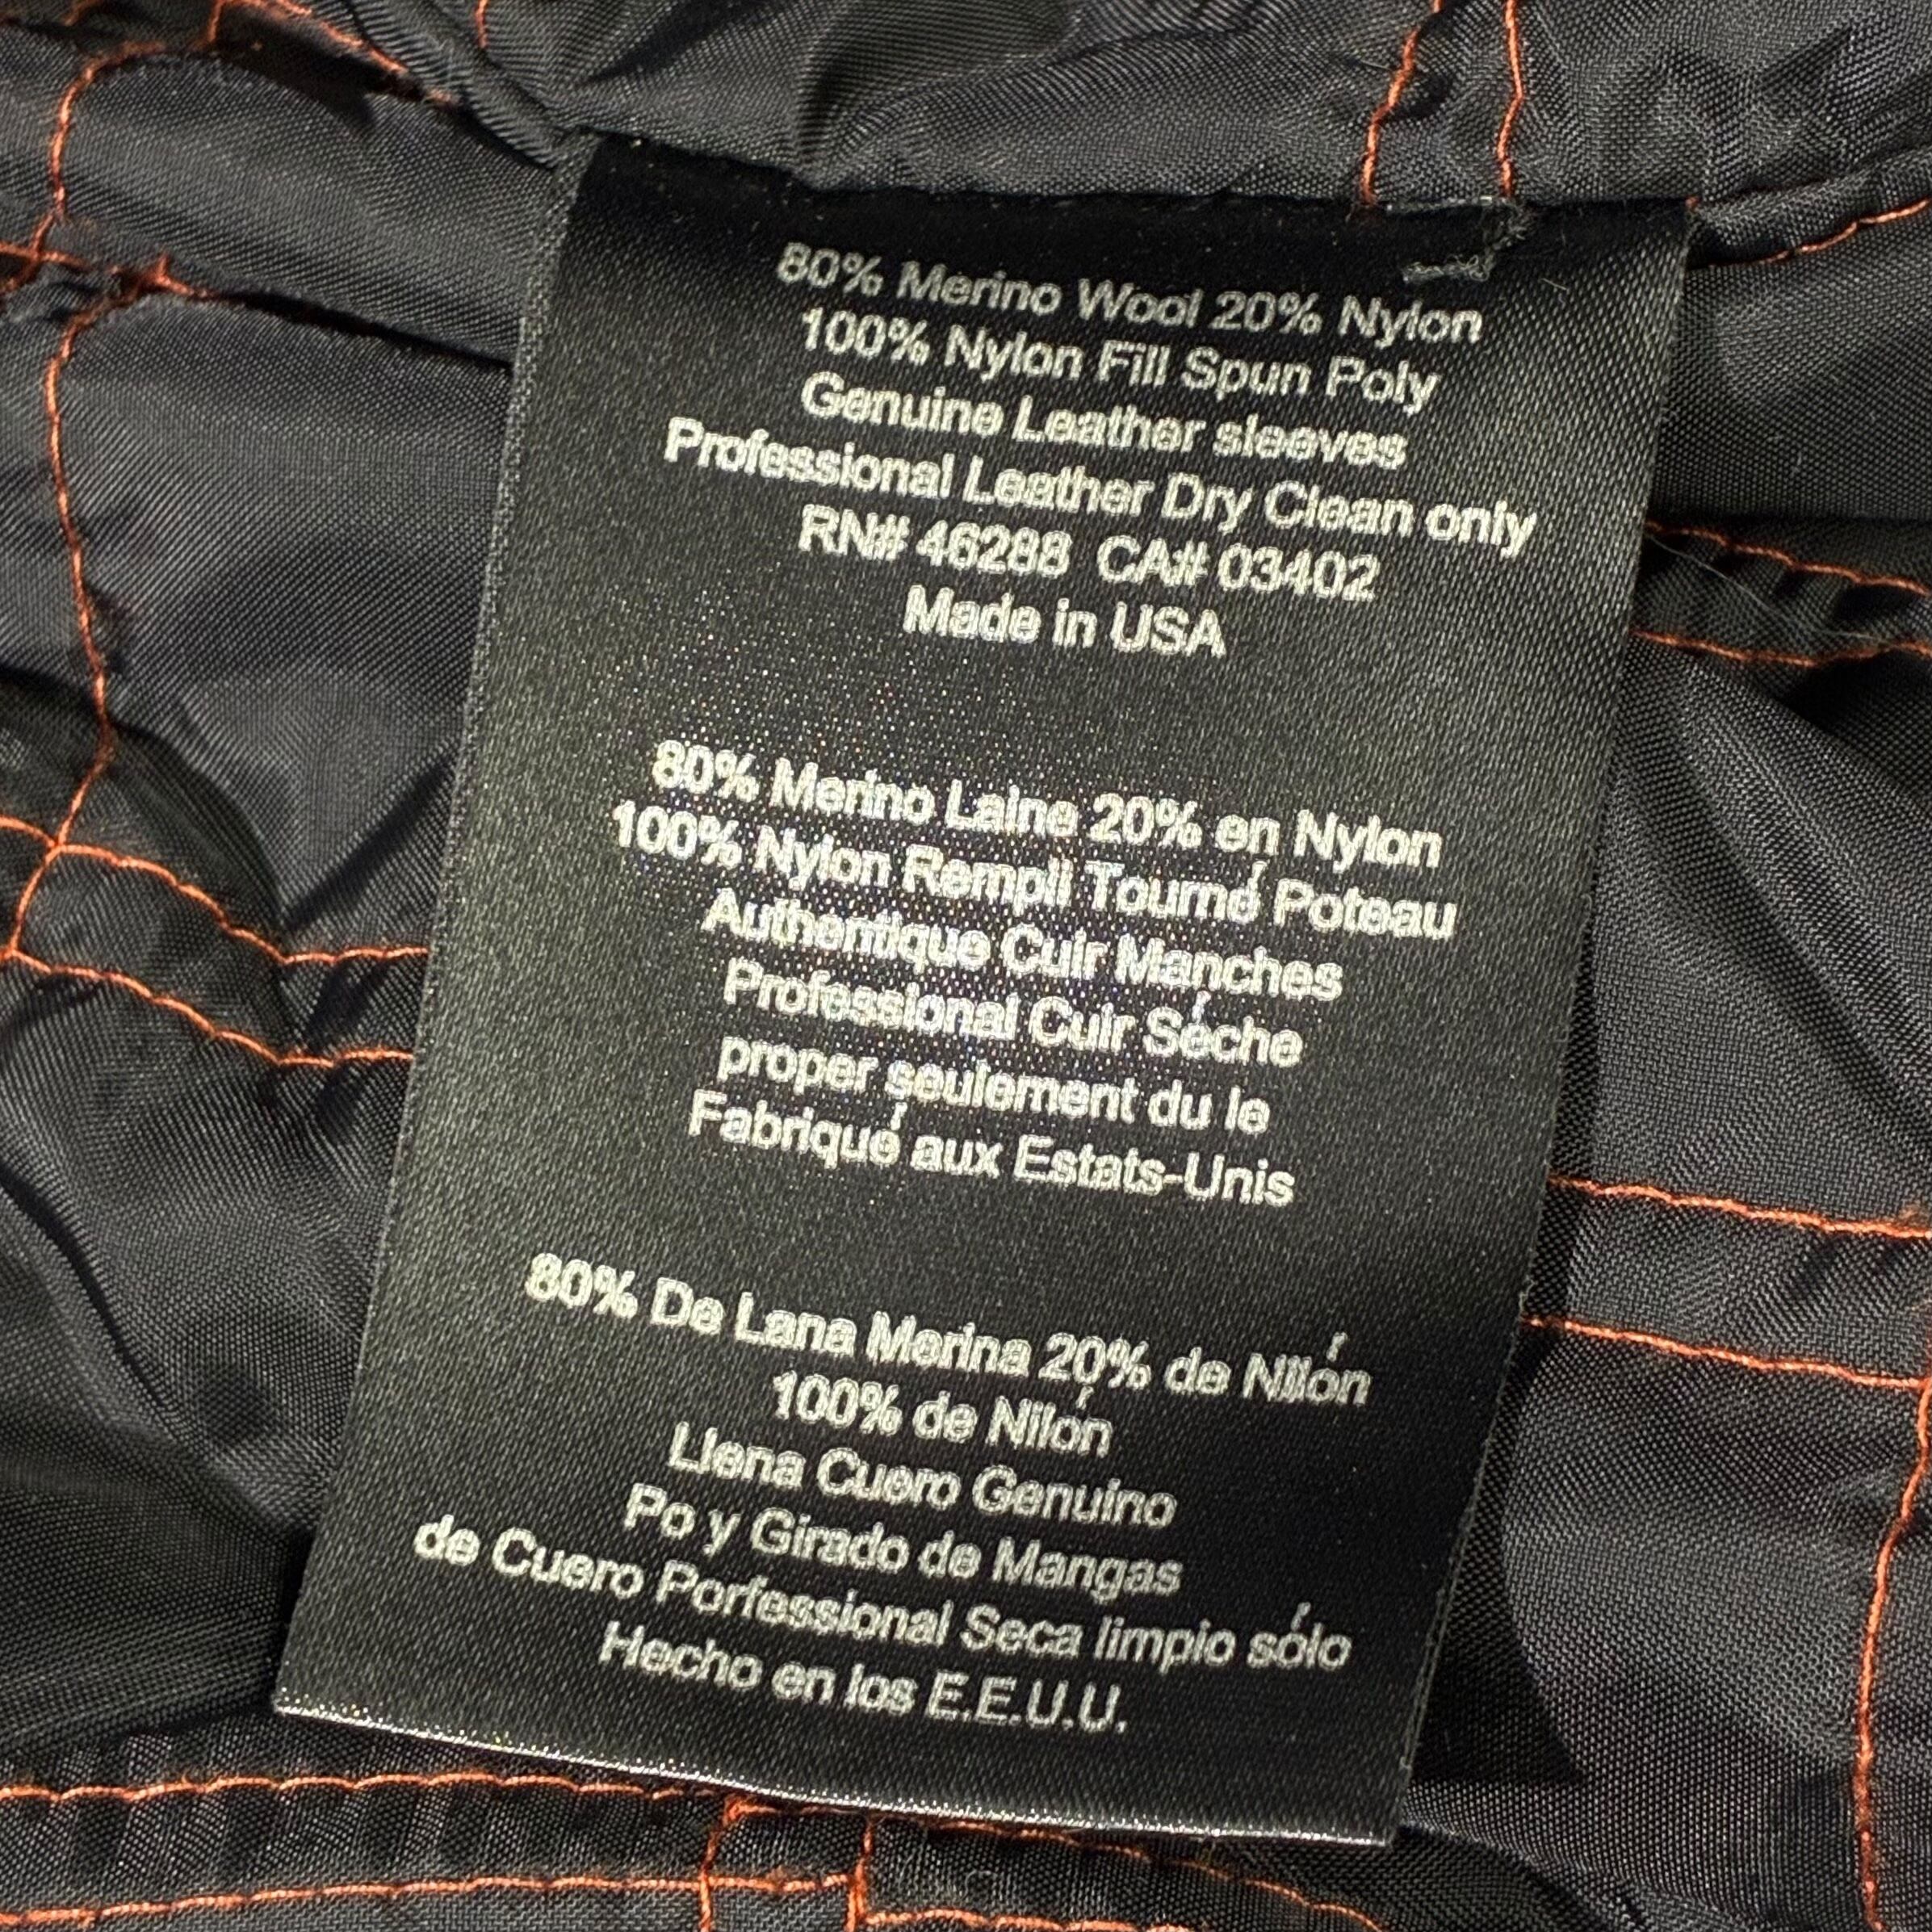 80% Merino Wool 20% Nylon
100% Nylon Fill Spun Poly
Genuine Leather sleeves
Professional Leather Dry Clean only
RN# 46288 CA# 03402
Made in USA
80% Merino Laine 20% en Nylon
100% Nylon Rempli Tourné Poteau
Authentique Cuir Manches
Professional Cuir Séche
proper seulement du le
Fabriqué aux Estats-Unis
80% De Lana Merina 20% de Nilón
100% de Nilón
Llena Cuero Genuino
Po y Girado de Mangas
de Cuero Porfessional Seca limpio sólo
Hecho en los E.E.U.U.